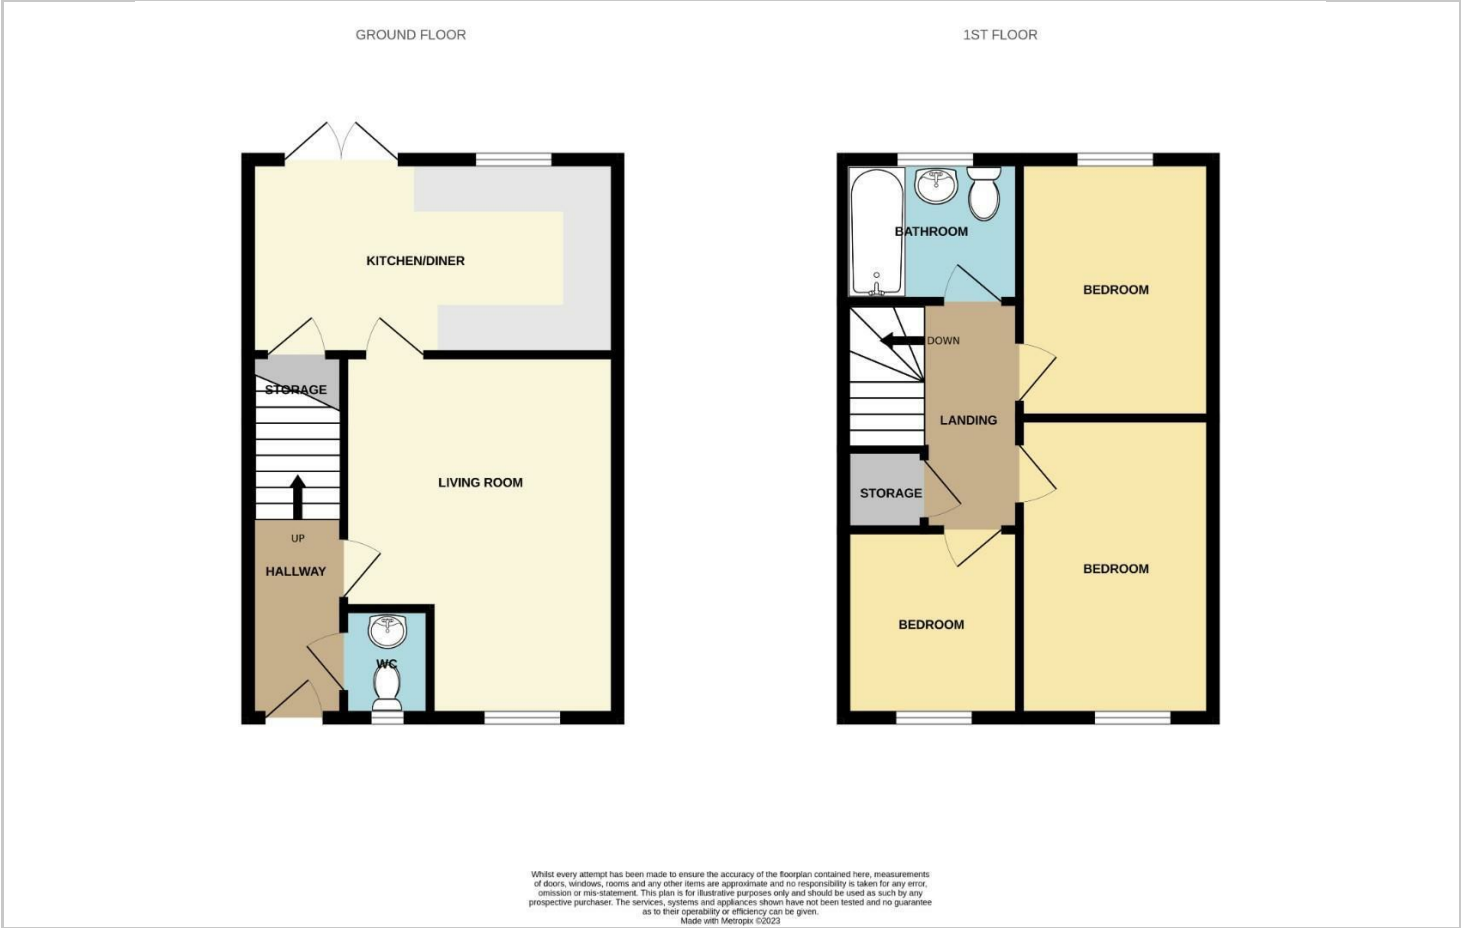 GROUND FLOOR
1ST FLOOR
KITCHEN/DINER
STORAGE
LIVING ROOM
UP
HALLWAY
WC
BATHROOM
BEDROOM
DOWN
LANDING
STORAGE
BEDROOM
BEDROOM
Whilst every attempt has been made to ensure the accuracy of the floorplan contained here, measurements
of doors, windows, rooms and any other items are approximate and no responsibility is taken for any error,
omission or mis-statement. This plan is for illustrative purposes only and should be used as such by any
prospective purchaser. The services, systems and appliances shown have not been tested and no guarantee
as to their operability or efficiency can be given.
Made with Metropix ©2023